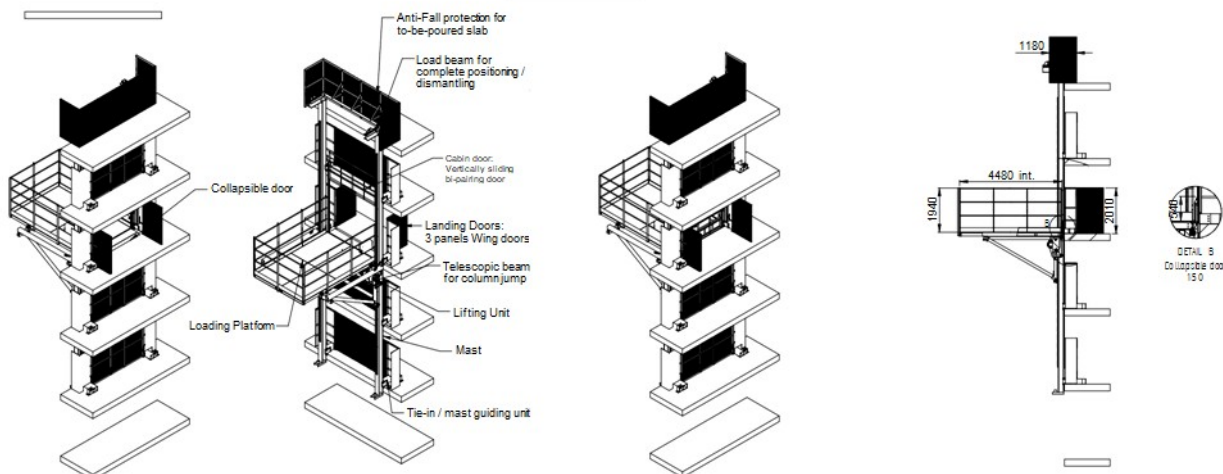 Anti-Fall protection for
to-be-poured slab
Load beam for
complete positioning /
dismantling
Cabin door:
Vertically sliding
bi-pairing door
Collapsible door
Landing Doors:
3 panels Wing doors
Telescopic beam
for column jump
Lifting Unit
Loading Platform
Mast
Tie-in / mast guiding unit
1180
4480 int.
1940
2010
B
DETAIL B
Collapsible doo